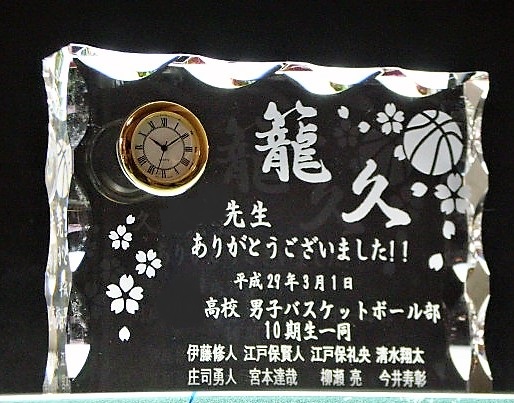 籠久
先生
ありがとうございました!!
平成29年3月1日
高校 男子バスケットボール部
10期生一同
伊藤修人 江戸保賢人 江戸保礼央 清水翔太
庄司勇人 宮本達哉 柳瀬 亮 今井寿彰